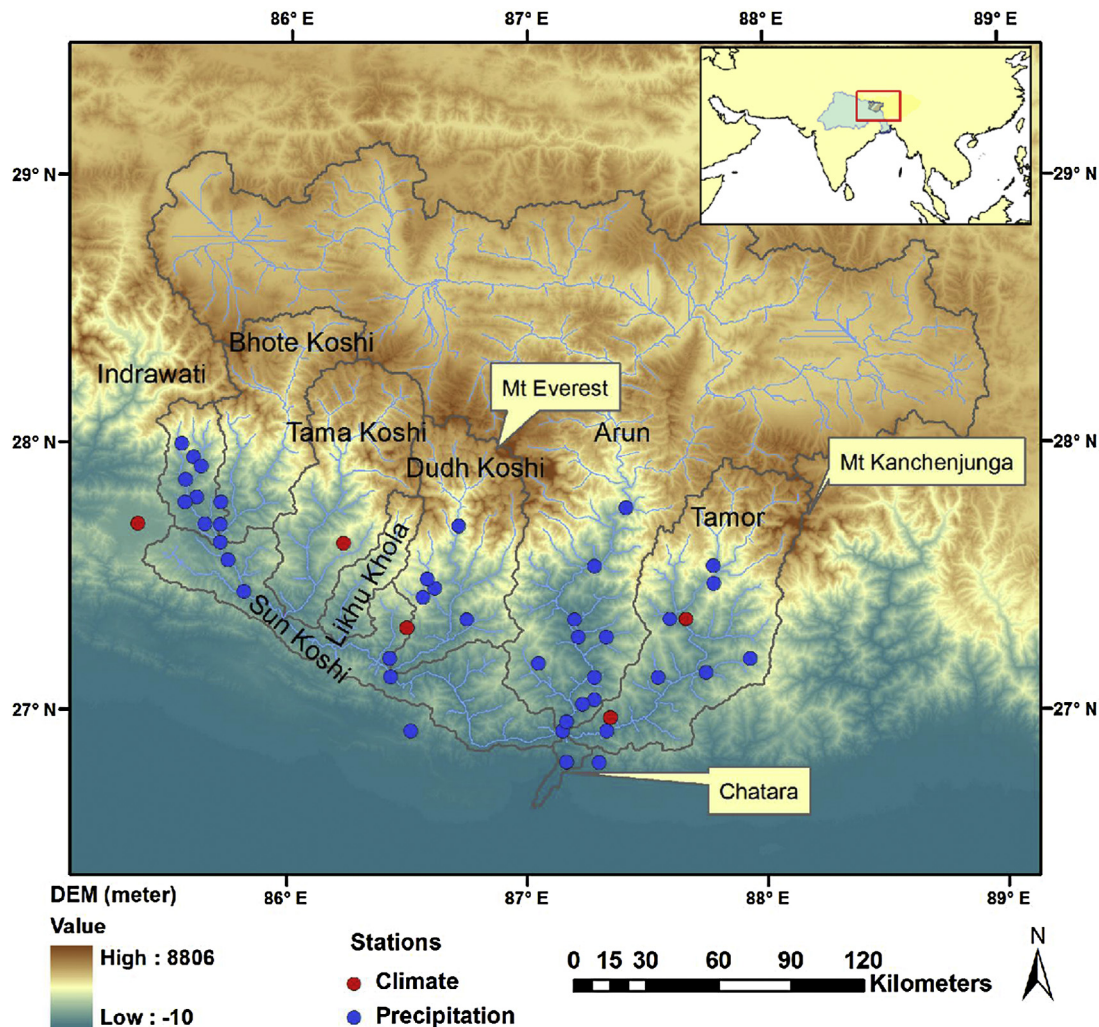 86° E
87° E
88° E
89° E
29° N
29° N
Bhote Koshi
Indrawati
Mt Everest
28° N
28° N
Tama Koshi
Arun
Dudh Koshi
Mt Kanchenjunga
Tamor
Likhu Khola
Sun Koshi
27° N
27° N
Chatara
86° E
87° E
88° E
89° E
DEM (meter)
Value
High : 8806
Low : -10
Stations
Climate
Precipitation
0 15 30 60 90 120
Kilometers
N